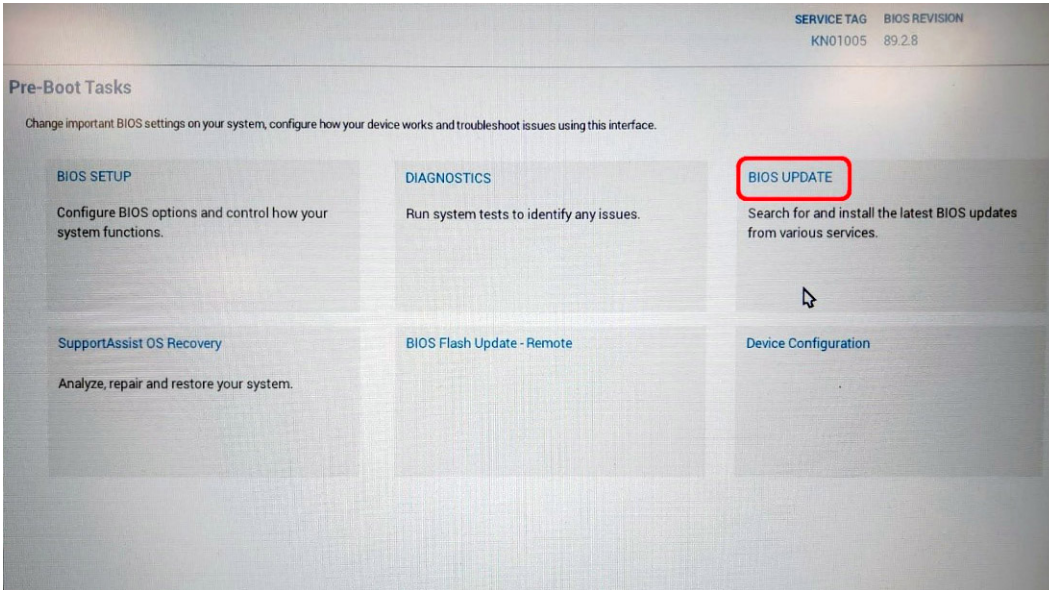 SERVICE TAG BIOS REVISION
KN01005 89.2.8
Pre-Boot Tasks
Change important BIOS settings on your system, configure how your device works and troubleshoot issues using this interface.
BIOS SETUP
Configure BIOS options and control how your
system functions.
DIAGNOSTICS
Run system tests to identify any issues.
BIOS UPDATE
Search for and install the latest BIOS updates
from various services.
SupportAssist OS Recovery
Analyze, repair and restore your system.
BIOS Flash Update - Remote
Device Configuration